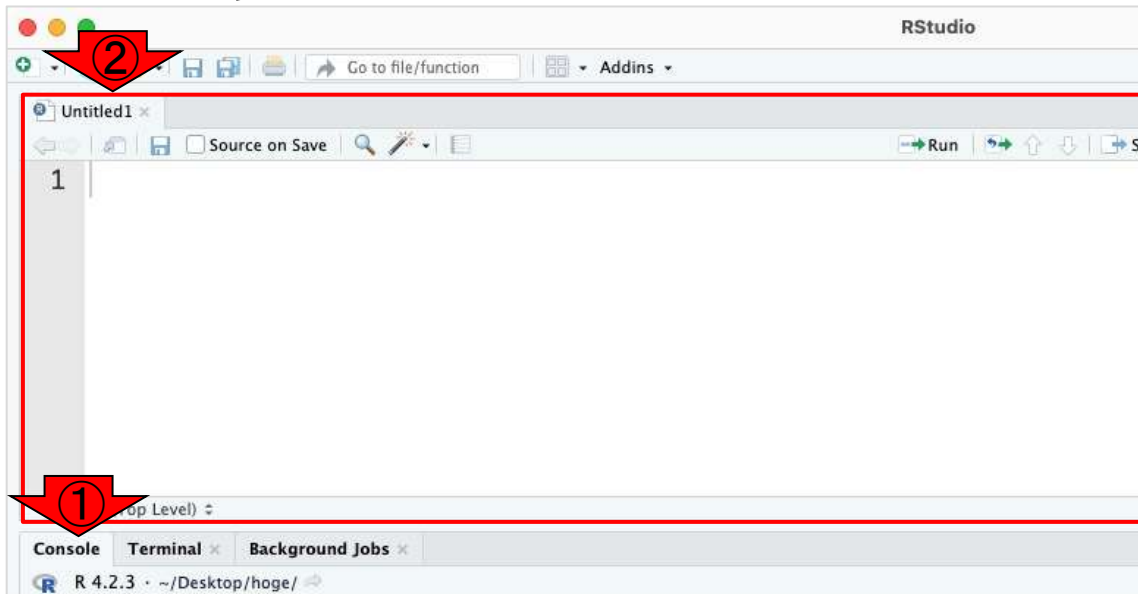 RStudio
②
Go to file/function Addins
Untitled1
Source on Save Run
1
①
op Level)
Console Terminal Background Jobs
R R 4.2.3 · ~/Desktop/hoge/